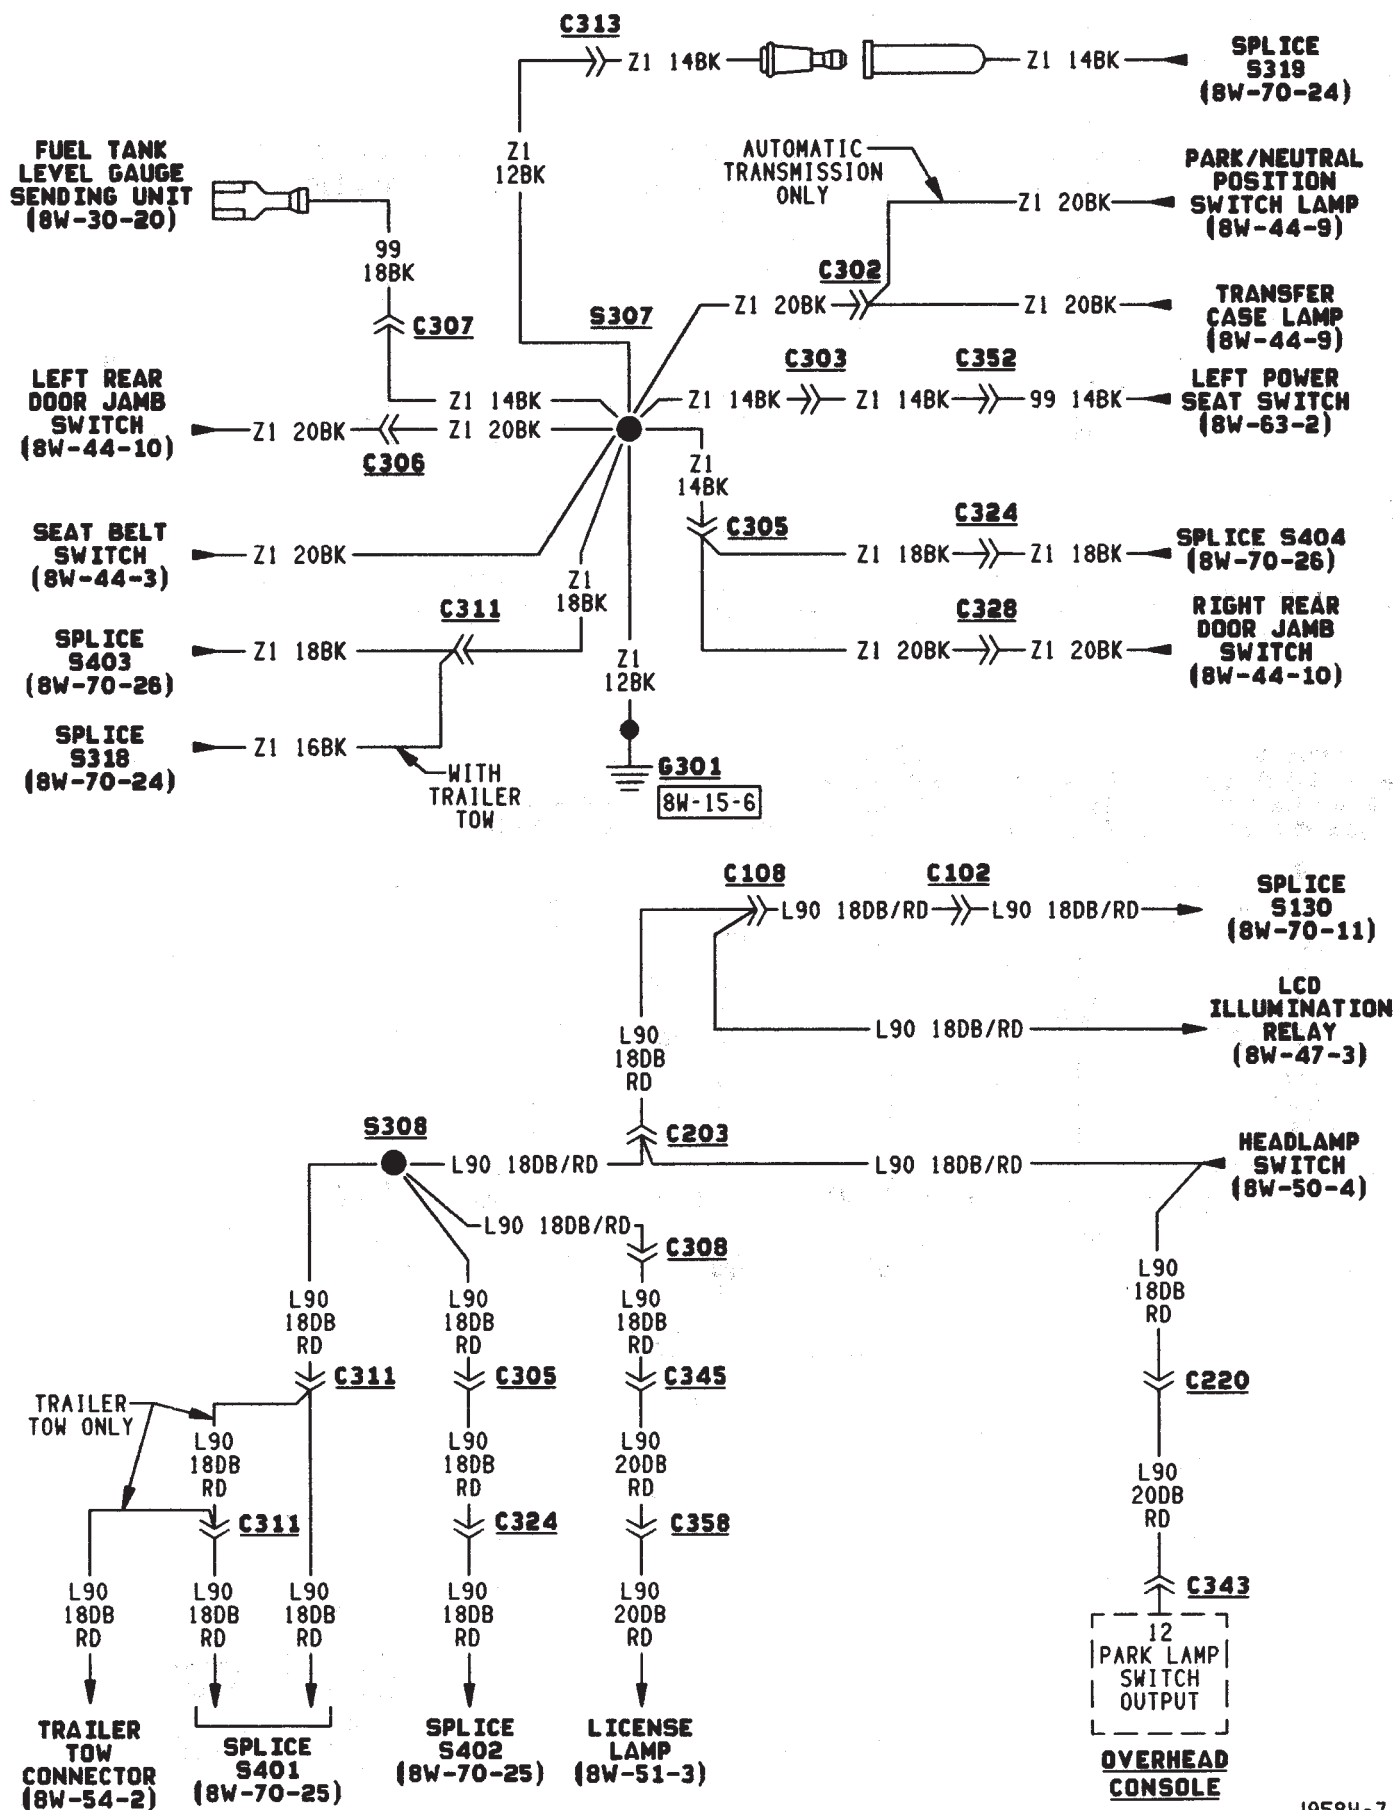 C313
Z1 14BK
Z1 14BK
SPLICE
S319
(8W-70-24)
Z1
12BK
FUEL TANK
LEVEL GAUGE
SENDING UNIT
(8W-30-20)
AUTOMATIC
TRANSMISSION
ONLY
PARK/NEUTRAL
POSITION
SWITCH LAMP
(8W-44-9)
Z1 20BK
99
18BK
C302
S307
Z1 20BK
Z1 20BK
TRANSFER
CASE LAMP
(8W-44-9)
C307
C303
C352
LEFT REAR
DOOR JAMB
SWITCH
(8W-44-10)
Z1 14BK
Z1 14BK
Z1 14BK
99 14BK
LEFT POWER
SEAT SWITCH
(8W-63-2)
Z1 20BK
Z1 20BK
C306
Z1
14BK
C305
C324
SEAT BELT
SWITCH
(8W-44-3)
Z1 20BK
Z1 18BK
Z1 18BK
SPLICE S404
(8W-70-26)
Z1
18BK
C311
C328
RIGHT REAR
DOOR JAMB
SWITCH
(8W-44-10)
SPLICE
S403
(8W-70-26)
Z1 18BK
Z1 20BK
Z1 20BK
Z1
12BK
SPLICE
S318
(8W-70-24)
Z1 16BK
WITH
TRAILER
TOW
G301
8W-15-6
C108
C102
L90 18DB/RD
L90 18DB/RD
SPLICE
S130
(8W-70-11)
L90 18DB/RD
LCD
ILLUMINATION
RELAY
(8W-47-3)
L90
18DB
RD
S308
C203
L90 18DB/RD
L90 18DB/RD
HEADLAMP
SWITCH
(8W-50-4)
L90 18DB/RD
C308
L90
18DB
RD
L90
18DB
RD
L90
18DB
RD
L90
18DB
RD
C311
C305
C345
C220
TRAILER
TOW ONLY
L90
18DB
RD
L90
18DB
RD
L90
20DB
RD
L90
20DB
RD
C311
C324
C358
C343
L90
18DB
RD
L90
18DB
RD
L90
18DB
RD
L90
18DB
RD
L90
20DB
RD
12
PARK LAMP
SWITCH
OUTPUT
TRAILER
TOW
CONNECTOR
(8W-54-2)
SPLICE
S401
(8W-70-25)
SPLICE
S402
(8W-70-25)
LICENSE
LAMP
(8W-51-3)
OVERHEAD
CONSOLE
J958W-7